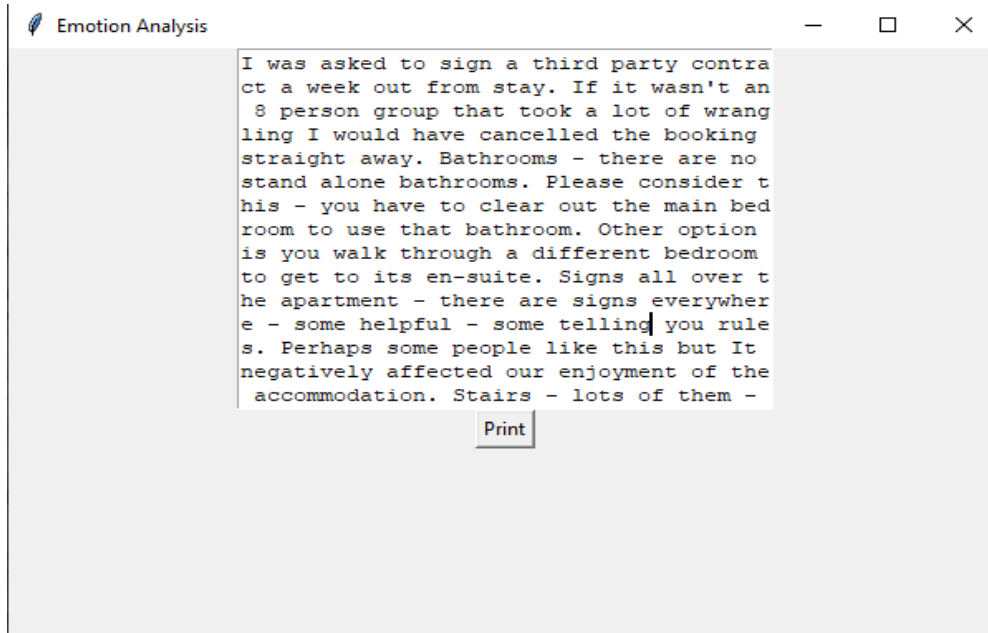 Emotion Analysis
I was asked to sign a third party contra
ct a week out from stay. If it wasn't an
 8 person group that took a lot of wrang
ling I would have cancelled the booking
straight away. Bathrooms - there are no
stand alone bathrooms. Please consider t
his - you have to clear out the main bed
room to use that bathroom. Other option
is you walk through a different bedroom
to get to its en-suite. Signs all over t
he apartment - there are signs everywher
e - some helpful - some telling you rule
s. Perhaps some people like this but It
negatively affected our enjoyment of the
 accommodation. Stairs - lots of them -
Print